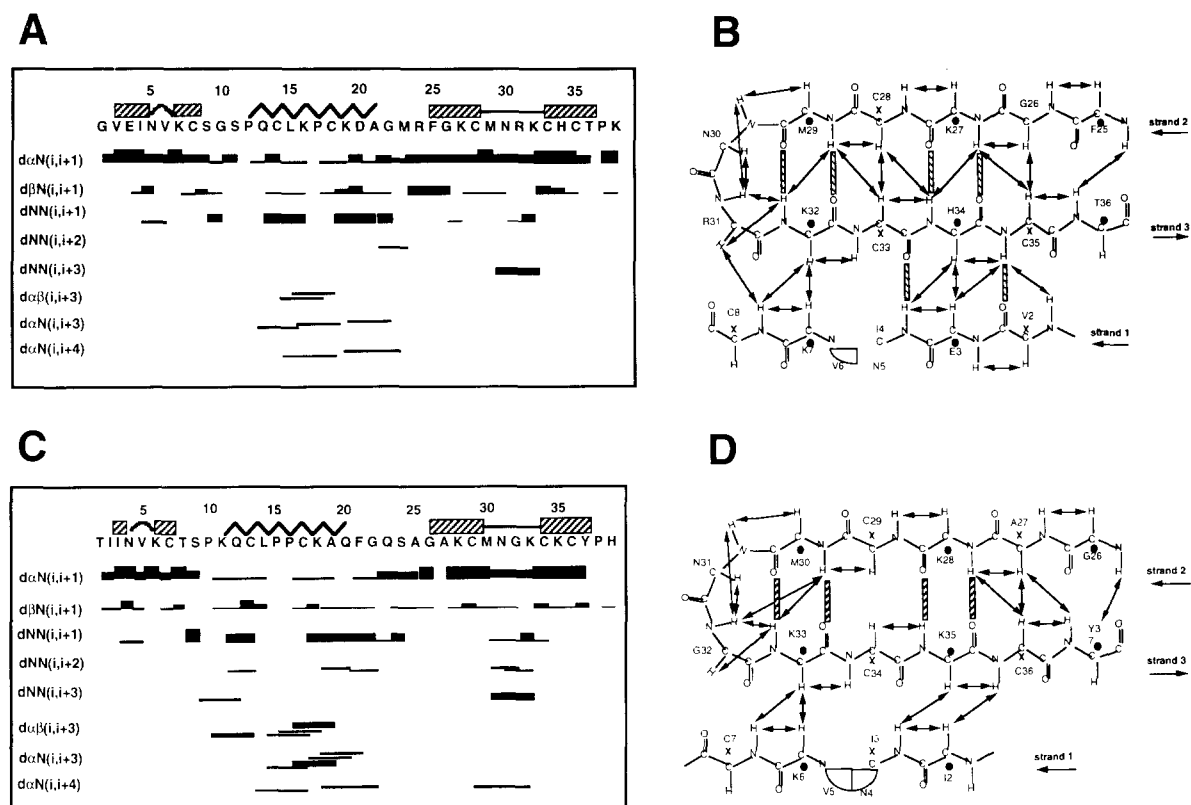 A
5 10 15 20 25 30 35
G V E I N V K C S G S P Q C L K P C K D A G M R F G K C M N R K C H C T P K
dαN(i,i+1)
dβN(i,i+1)
dNN(i,i+1)
dNN(i,i+2)
dNN(i,i+3)
dαβ(i,i+3)
dαN(i,i+3)
dαN(i,i+4)
B
N30
M29
C28
K27
G26
F25
strand 2
R31
K32
C33
H34
C35
T36
strand 3
C8
K7
V6
I4
N5
E3
V2
strand 1
C
5 10 15 20 25 30 35
T I I N V K C T S P K Q C L P P C K A Q F G Q S A G A K C M N G K C K C Y P H
dαN(i,i+1)
dβN(i,i+1)
dNN(i,i+1)
dNN(i,i+2)
dNN(i,i+3)
dαβ(i,i+3)
dαN(i,i+3)
dαN(i,i+4)
D
N31
M30
C29
K28
A27
G26
strand 2
G32
K33
C34
K35
C36
Y3
7
strand 3
C7
K6
V5
N4
I3
I2
strand 1